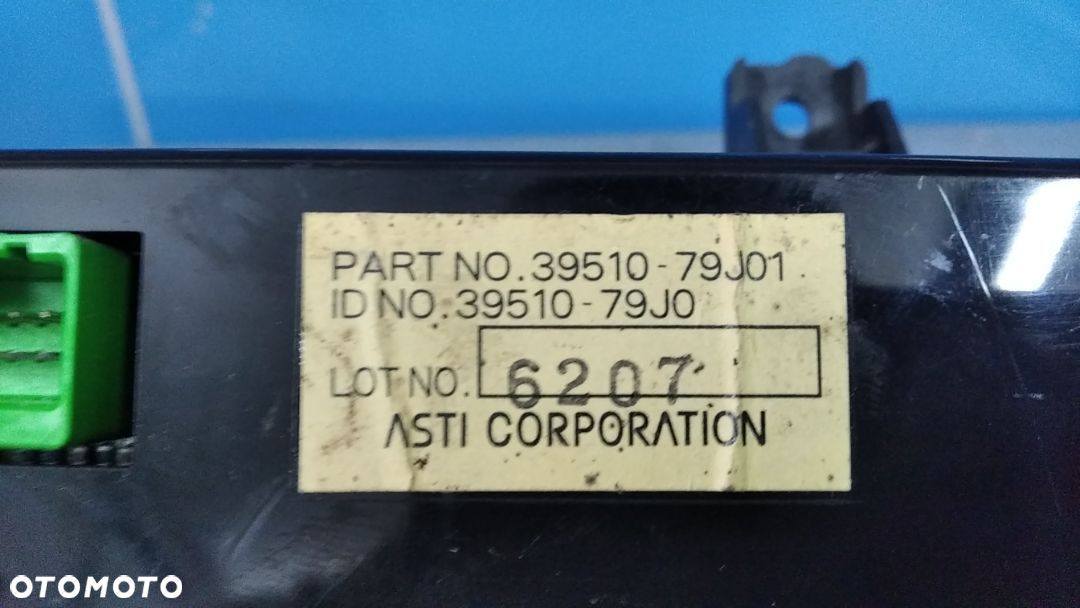 PART NO. 39510-79J01
ID NO. 39510-79J0
LOT NO. 6207
ASTI CORPORATION
OTOMOTO